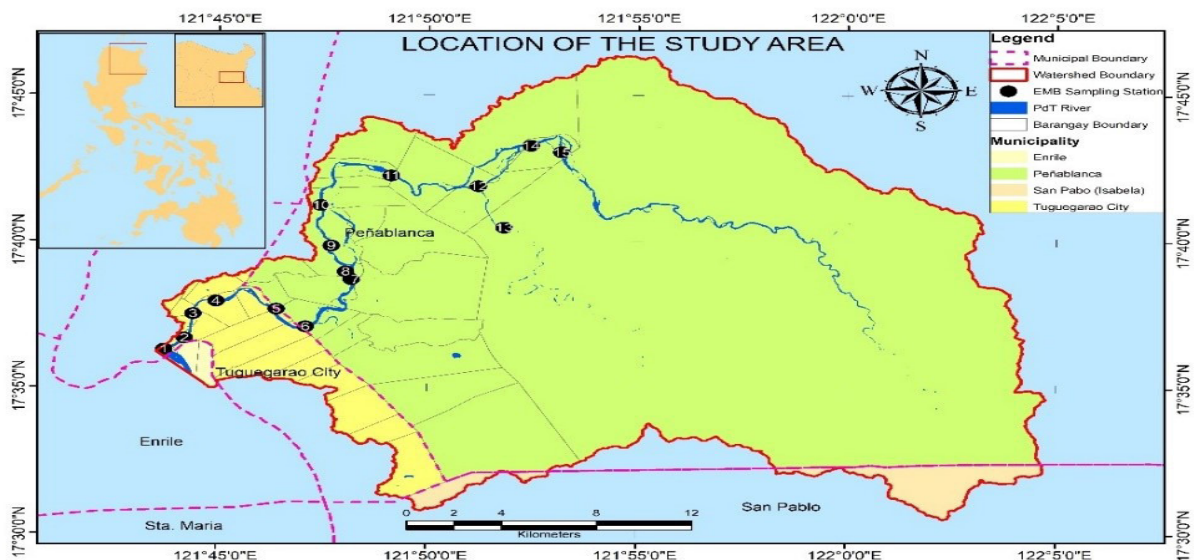 121°45'0"E 121°50'0"E 121°55'0"E 122°0'0"E 122°5'0"E
LOCATION OF THE STUDY AREA
N
W E
S
Legend
Municipal Boundary
Watershed Boundary
EMB Sampling Station
PdT River
Barangay Boundary
Municipality
Enrile
Peñablanca
San Pabo (Isabela)
Tuguegarao City
17°45'0"N 17°45'0"N
14
15
11
12
10
13
Peñablanca
9
17°40'0"N 17°40'0"N
8
7
4
3
5
6
2
1
Tuguegarao City
17°35'0"N 17°35'0"N
Enrile
San Pablo
Sta. Maria
0 2 4 8 12
Kilometers
17°30'0"N 17°30'0"N
121°45'0"E 121°50'0"E 121°55'0"E 122°0'0"E 122°5'0"E